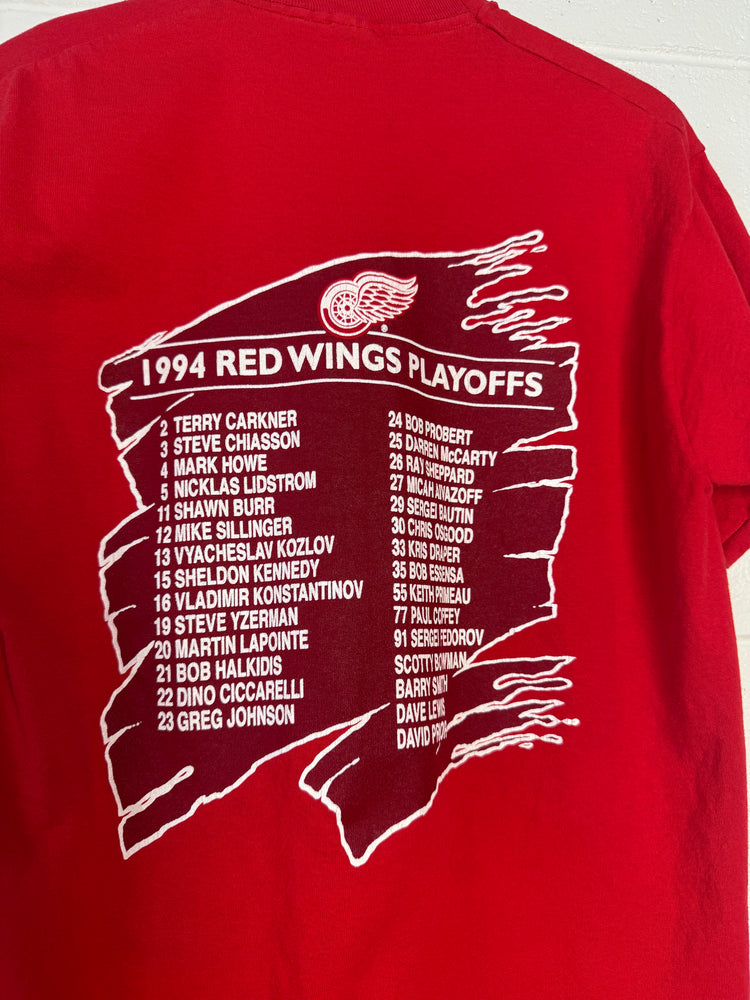 1994 RED WINGS PLAYOFFS
2 TERRY CARKNER
3 STEVE CHIASSON
4 MARK HOWE
5 NICKLAS LIDSTROM
11 SHAWN BURR
12 MIKE SILLINGER
13 VYACHESLAV KOZLOV
15 SHELDON KENNEDY
16 VLADIMIR KONSTANTINOV
19 STEVE YZERMAN
20 MARTIN LAPOINTE
21 BOB HALKIDIS
22 DINO CICCARELLI
23 GREG JOHNSON
24 BOB PROBERT
25 DARREN McCARTY
26 RAY SHEPPARD
27 MICAH AIVAZOFF
29 SERGEI BAUTIN
30 CHRIS OSGOOD
33 KRIS DRAPER
35 BOB ESSENSA
55 KEITH PRIMEAU
77 PAUL COFFEY
91 SERGEI FEDOROV
SCOTTY BOWMAN
BARRY SMITH
DAVE LEWIS
DAVID